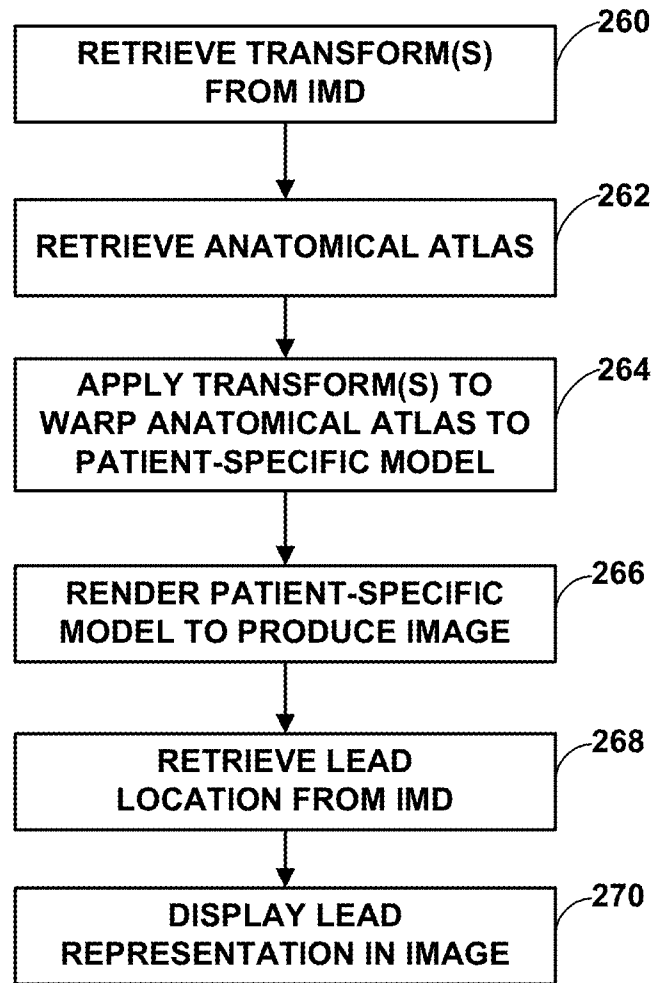 260
RETRIEVE TRANSFORM(S)
FROM IMD
262
RETRIEVE ANATOMICAL ATLAS
264
APPLY TRANSFORM(S) TO
WARP ANATOMICAL ATLAS TO
PATIENT-SPECIFIC MODEL
266
RENDER PATIENT-SPECIFIC
MODEL TO PRODUCE IMAGE
268
RETRIEVE LEAD
LOCATION FROM IMD
270
DISPLAY LEAD
REPRESENTATION IN IMAGE